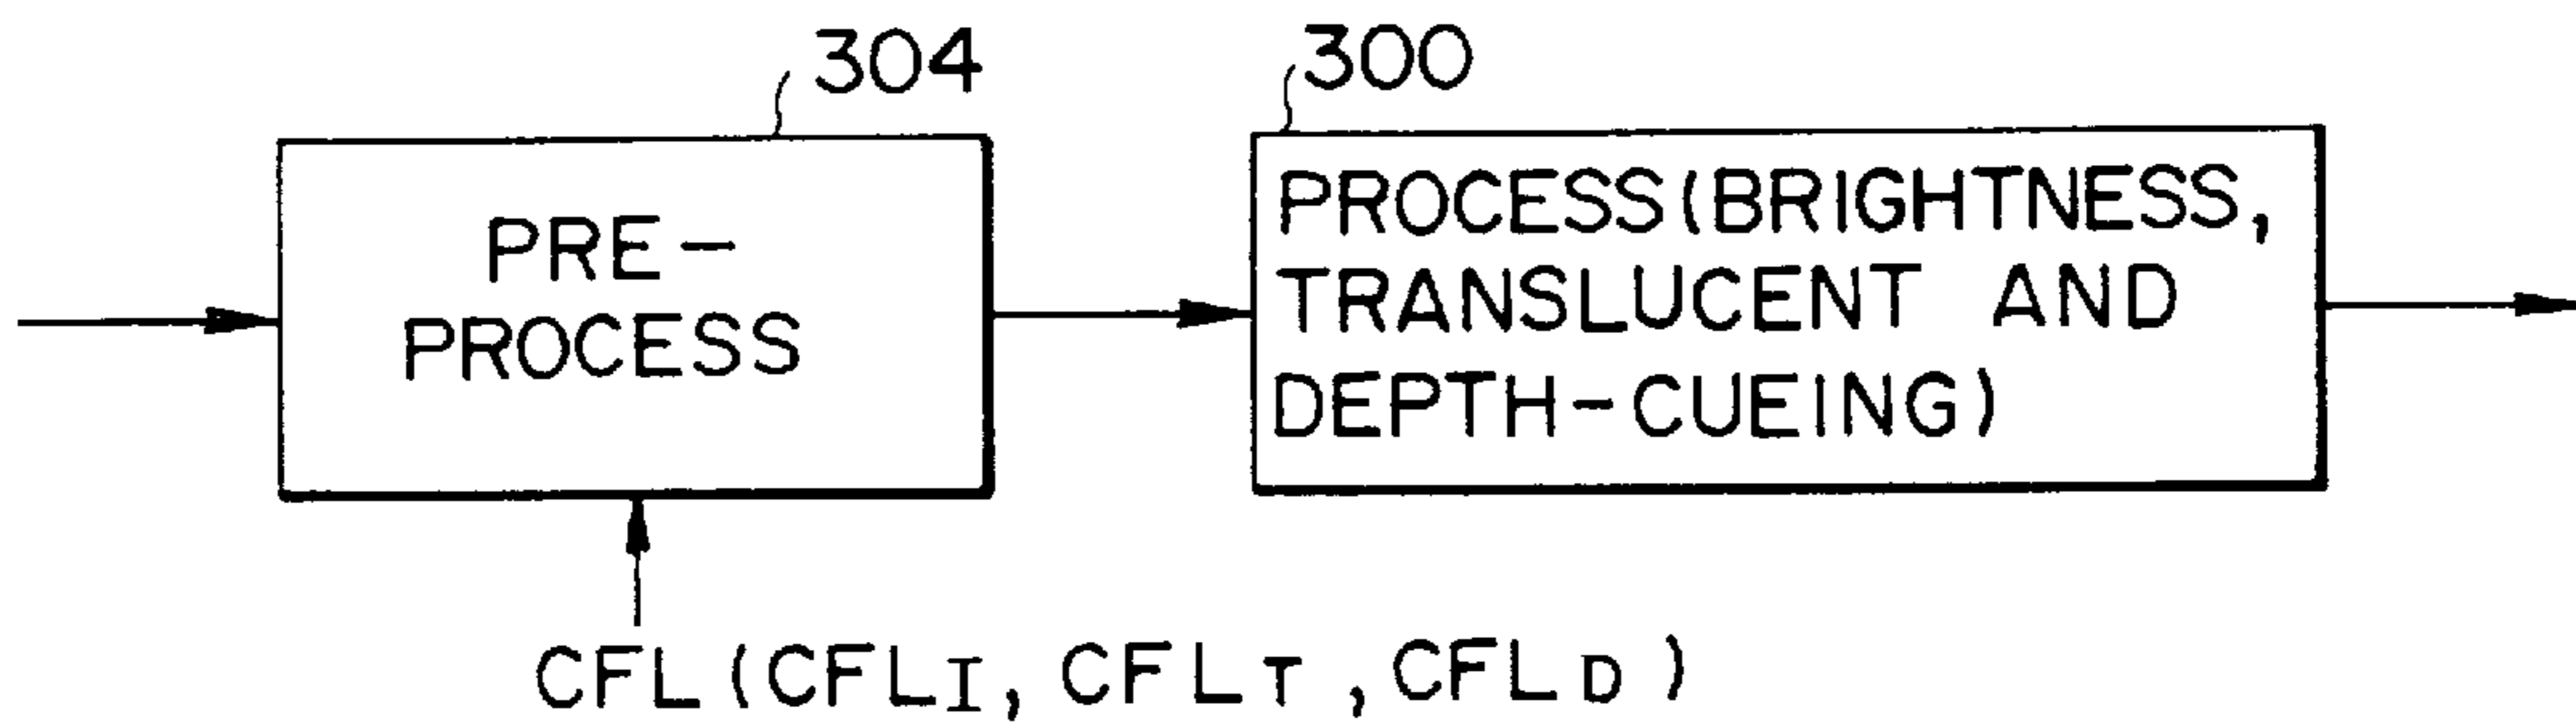 304
300
PRE-
PROCESS
PROCESS(BRIGHTNESS,
TRANSLUCENT AND
DEPTH-CUEING)
CFL (CFLI, CFLT, CFLD)